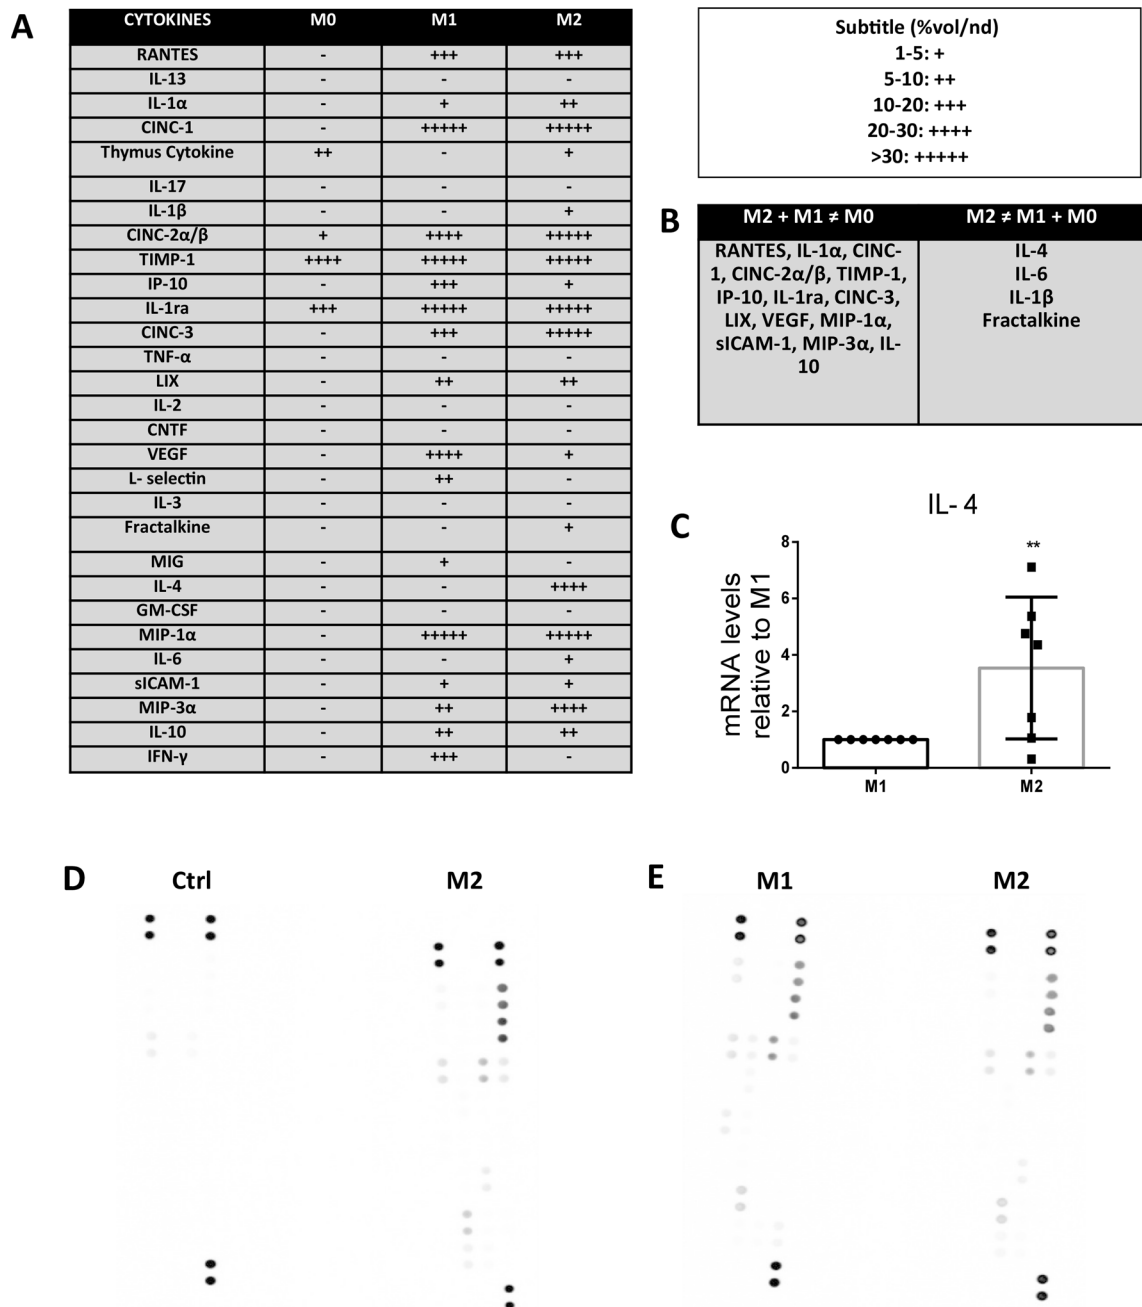 A
CYTOKINES M0 M1 M2
RANTES - +++ +++
IL-13 - - -
IL-1α - + ++
CINC-1 - +++++ +++++
Thymus Cytokine ++ - +
IL-17 - - -
IL-1β - - +
CINC-2α/β + ++++ +++++
TIMP-1 ++++ +++++ +++++
IP-10 - +++ +
IL-1ra +++ +++++ +++++
CINC-3 - +++ +++++
TNF-α - - -
LIX - ++ ++
IL-2 - - -
CNTF - - -
VEGF - ++++ +
L- selectin - ++ -
IL-3 - - -
Fractalkine - - +
MIG - + -
IL-4 - - ++++
GM-CSF - - -
MIP-1α - +++++ +++++
IL-6 - - +
sICAM-1 - + +
MIP-3α - ++ ++++
IL-10 - ++ ++
IFN-γ - +++ -
Subtitle (%vol/nd)
1-5: +
5-10: ++
10-20: +++
20-30: ++++
>30: +++++
B
M2 + M1 ≠ M0 M2 ≠ M1 + M0
RANTES, IL-1α, CINC-
1, CINC-2α/β, TIMP-1,
IP-10, IL-1ra, CINC-3,
LIX, VEGF, MIP-1α,
sICAM-1, MIP-3α, IL-
10
IL-4
IL-6
IL-1β
Fractalkine
C
IL- 4
mRNA levels
relative to M1
8
6
4
2
0
**
M1 M2
D
Ctrl M2
E
M1 M2